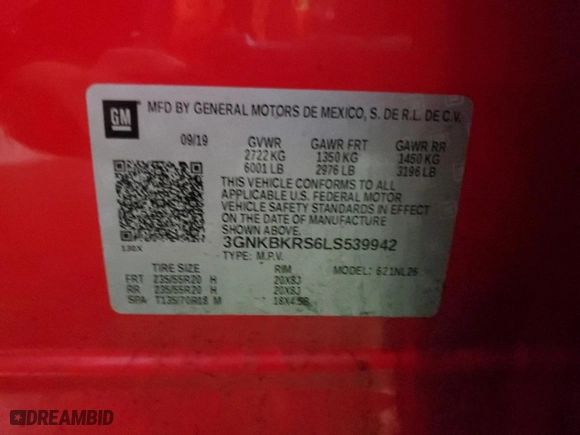 GM MFD BY GENERAL MOTORS DE MEXICO, S. DE R.L. DE C.V.
09/19 GVWR GAWR FRT GAWR RR
2722 KG 1350 KG 1450 KG
6001 LB 2976 LB 3196 LB
THIS VEHICLE CONFORMS TO ALL
APPLICABLE U.S. FEDERAL MOTOR
VEHICLE SAFETY STANDARDS IN EFFECT
ON THE DATE OF MANUFACTURE
SHOWN ABOVE.
3GNKBKRS6LS539942
130X TYPE: M.P.V.
TIRE SIZE RIM MODEL: 621NL26
FRT 235/55R20 H 20X8J
RR 235/55R20 H 20X8J
SPA T135/70R18 M 18X4.5B
DREAMBID